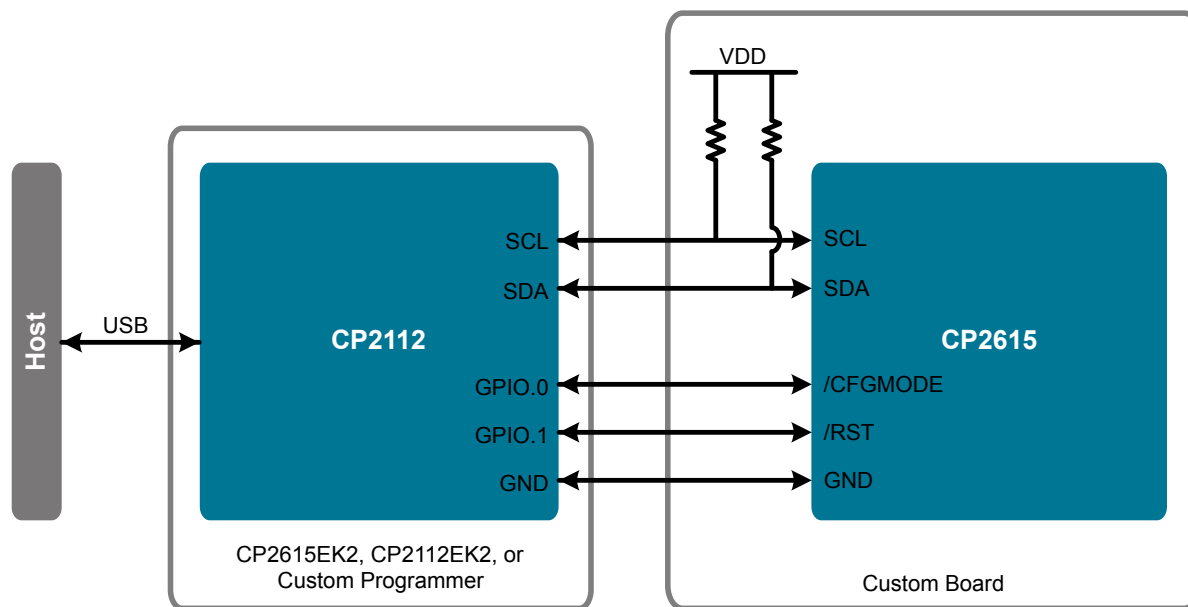 VDD
Host
USB
CP2112
SCL
SDA
GPIO.0
GPIO.1
GND
CP2615EK2, CP2112EK2, or
Custom Programmer
SCL
SDA
CP2615
/CFGMODE
/RST
GND
Custom Board